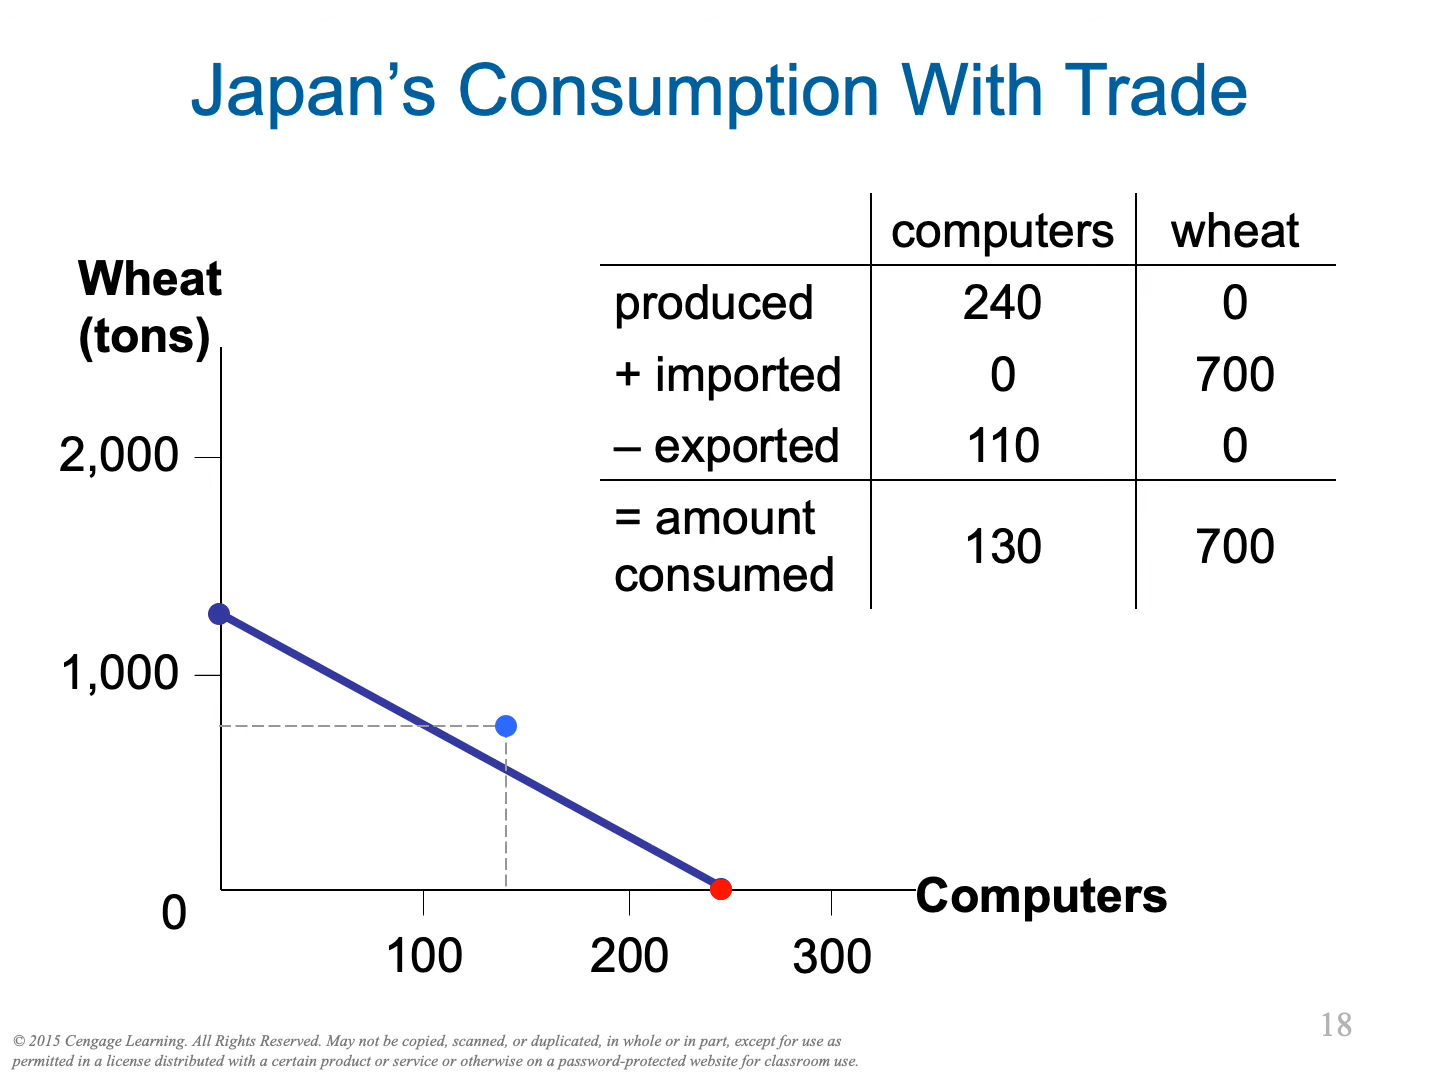 Japan’s Consumption With Trade
computers wheat
produced 240 0
+ imported 0 700
– exported 110 0
= amount
consumed 130 700
Wheat
(tons)
2,000
1,000
0
100 200 300
Computers
18
© 2015 Cengage Learning. All Rights Reserved. May not be copied, scanned, or duplicated, in whole or in part, except for use as
permitted in a license distributed with a certain product or service or otherwise on a password-protected website for classroom use.